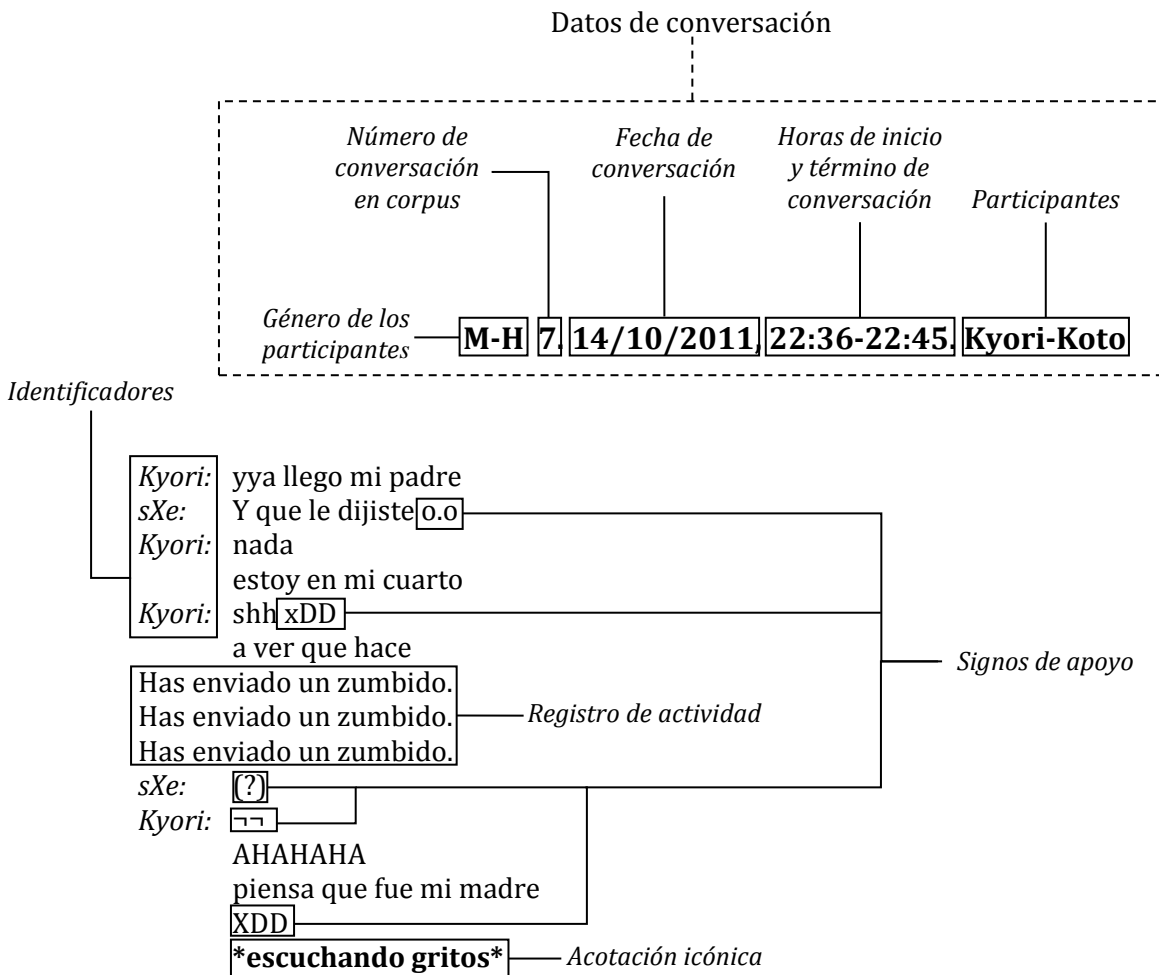 Datos de conversación
Número de
conversación
en corpus
Fecha de
conversación
Horas de inicio
y término de
conversación
Participantes
Género de los
participantes
M-H 7. 14/10/2011, 22:36-22:45. Kyori-Koto
Identificadores
Kyori: yya llego mi padre
sXe: Y que le dijiste o.o
Kyori: nada
estoy en mi cuarto
Kyori: shh xDD
a ver que hace
Signos de apoyo
Has enviado un zumbido.
Has enviado un zumbido.
Registro de actividad
Has enviado un zumbido.
sXe: (?)
Kyori: ¬¬
AHAHAHA
piensa que fue mi madre
XDD
*escuchando gritos*
Acotación icónica